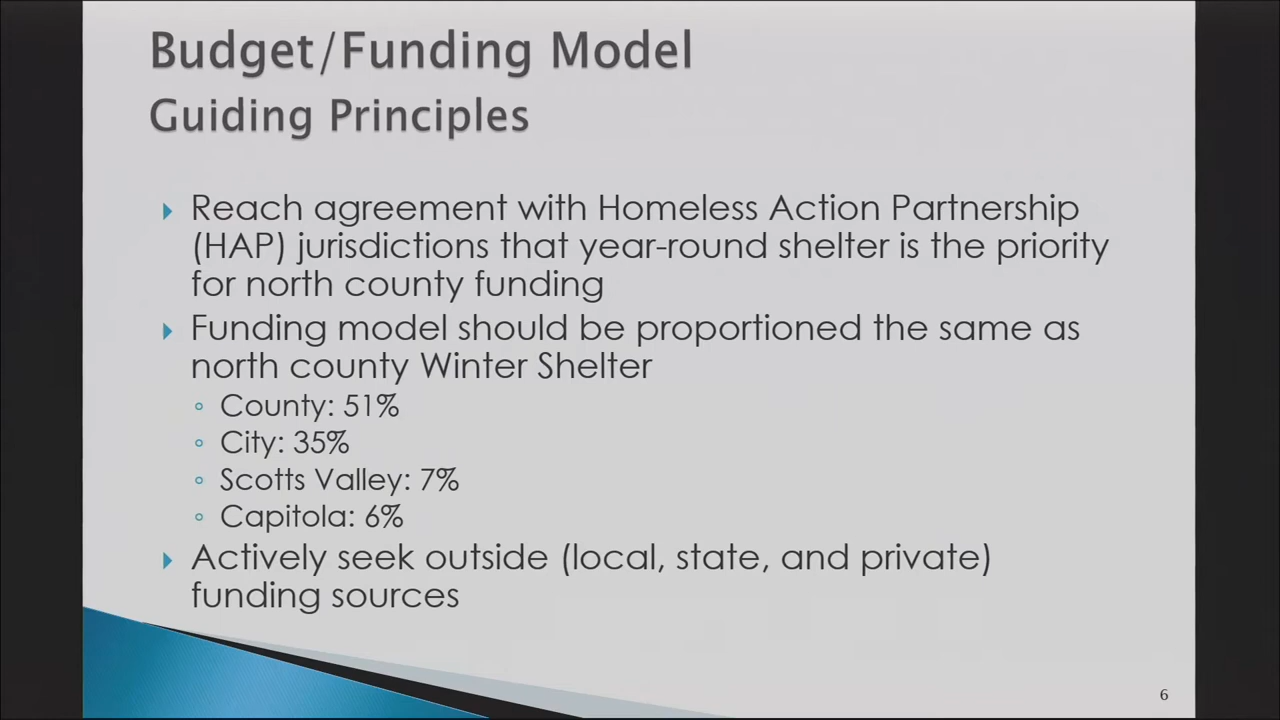 Budget/Funding Model
Guiding Principles
Reach agreement with Homeless Action Partnership
(HAP) jurisdictions that year-round shelter is the priority
for north county funding
Funding model should be proportioned the same as
north county Winter Shelter
County: 51%
City: 35%
Scotts Valley: 7%
Capitola: 6%
Actively seek outside (local, state, and private)
funding sources
6